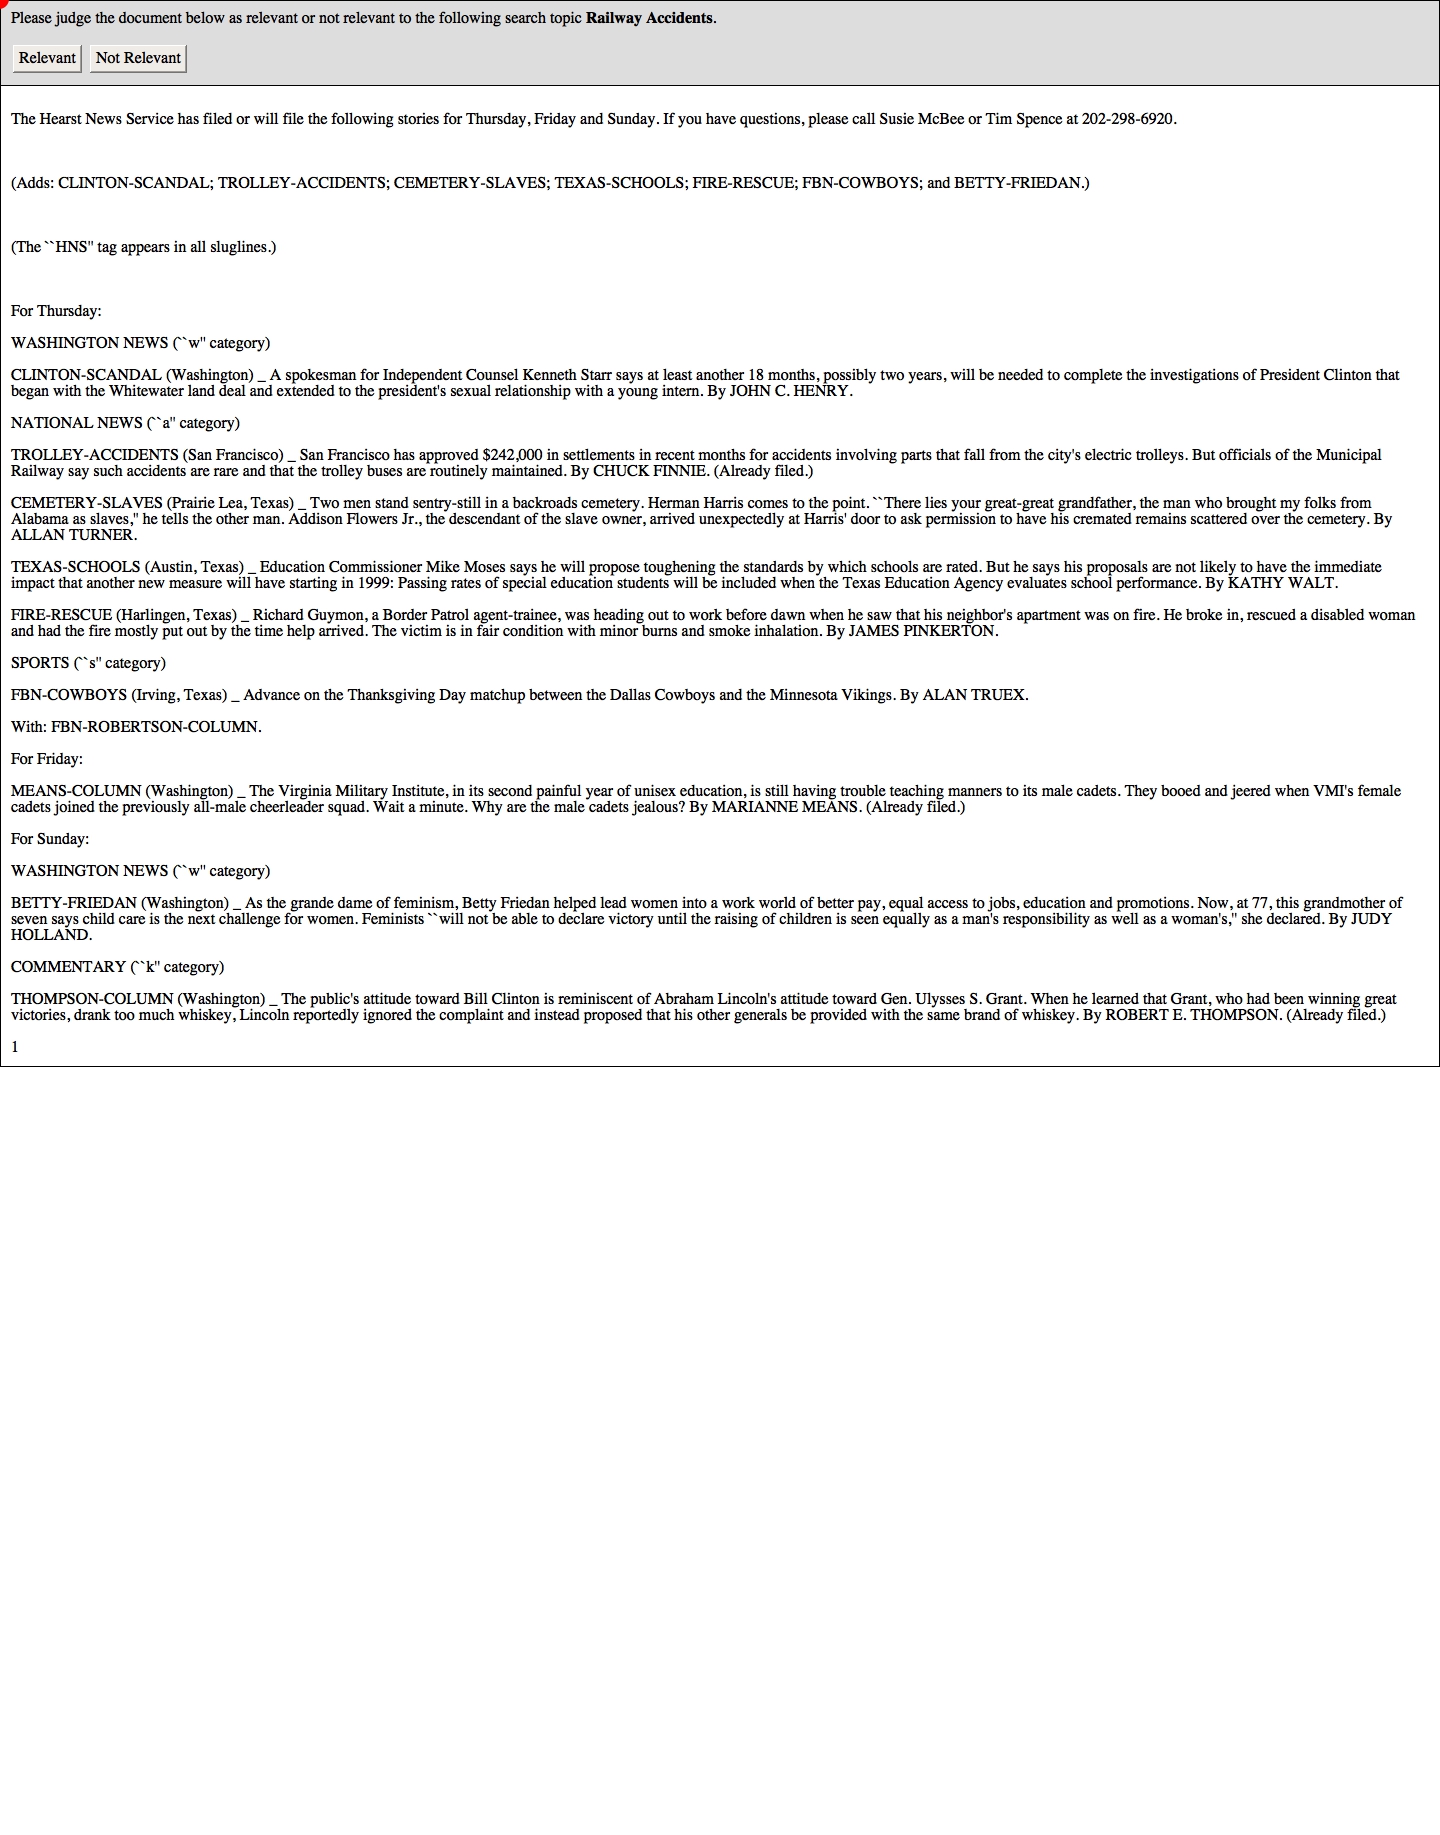 Please judge the document below as relevant or not relevant to the following search topic Railway Accidents.
Relevant Not Relevant
The Hearst News Service has filed or will file the following stories for Thursday, Friday and Sunday. If you have questions, please call Susie McBee or Tim Spence at 202-298-6920.
(Adds: CLINTON-SCANDAL; TROLLEY-ACCIDENTS; CEMETERY-SLAVES; TEXAS-SCHOOLS; FIRE-RESCUE; FBN-COWBOYS; and BETTY-FRIEDAN.)
(The ``HNS'' tag appears in all sluglines.)
For Thursday:
WASHINGTON NEWS (``w'' category)
CLINTON-SCANDAL (Washington) _ A spokesman for Independent Counsel Kenneth Starr says at least another 18 months, possibly two years, will be needed to complete the investigations of President Clinton that
began with the Whitewater land deal and extended to the president's sexual relationship with a young intern. By JOHN C. HENRY.
NATIONAL NEWS (``a'' category)
TROLLEY-ACCIDENTS (San Francisco) _ San Francisco has approved $242,000 in settlements in recent months for accidents involving parts that fall from the city's electric trolleys. But officials of the Municipal
Railway say such accidents are rare and that the trolley buses are routinely maintained. By CHUCK FINNIE. (Already filed.)
CEMETERY-SLAVES (Prairie Lea, Texas) _ Two men stand sentry-still in a backroads cemetery. Herman Harris comes to the point. ``There lies your great-great grandfather, the man who brought my folks from
Alabama as slaves,'' he tells the other man. Addison Flowers Jr., the descendant of the slave owner, arrived unexpectedly at Harris' door to ask permission to have his cremated remains scattered over the cemetery. By
ALLAN TURNER.
TEXAS-SCHOOLS (Austin, Texas) _ Education Commissioner Mike Moses says he will propose toughening the standards by which schools are rated. But he says his proposals are not likely to have the immediate
impact that another new measure will have starting in 1999: Passing rates of special education students will be included when the Texas Education Agency evaluates school performance. By KATHY WALT.
FIRE-RESCUE (Harlingen, Texas) _ Richard Guymon, a Border Patrol agent-trainee, was heading out to work before dawn when he saw that his neighbor's apartment was on fire. He broke in, rescued a disabled woman
and had the fire mostly put out by the time help arrived. The victim is in fair condition with minor burns and smoke inhalation. By JAMES PINKERTON.
SPORTS (``s'' category)
FBN-COWBOYS (Irving, Texas) _ Advance on the Thanksgiving Day matchup between the Dallas Cowboys and the Minnesota Vikings. By ALAN TRUEX.
With: FBN-ROBERTSON-COLUMN.
For Friday:
MEANS-COLUMN (Washington) _ The Virginia Military Institute, in its second painful year of unisex education, is still having trouble teaching manners to its male cadets. They booed and jeered when VMI's female
cadets joined the previously all-male cheerleader squad. Wait a minute. Why are the male cadets jealous? By MARIANNE MEANS. (Already filed.)
For Sunday:
WASHINGTON NEWS (``w'' category)
BETTY-FRIEDAN (Washington) _ As the grande dame of feminism, Betty Friedan helped lead women into a work world of better pay, equal access to jobs, education and promotions. Now, at 77, this grandmother of
seven says child care is the next challenge for women. Feminists ``will not be able to declare victory until the raising of children is seen equally as a man's responsibility as well as a woman's,'' she declared. By JUDY
HOLLAND.
COMMENTARY (``k'' category)
THOMPSON-COLUMN (Washington) _ The public's attitude toward Bill Clinton is reminiscent of Abraham Lincoln's attitude toward Gen. Ulysses S. Grant. When he learned that Grant, who had been winning great
victories, drank too much whiskey, Lincoln reportedly ignored the complaint and instead proposed that his other generals be provided with the same brand of whiskey. By ROBERT E. THOMPSON. (Already filed.)
1